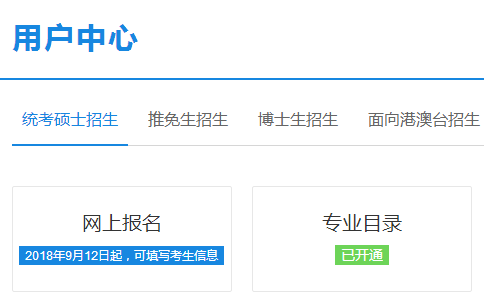 用户中心
统考硕士招生 推免生招生 博士生招生 面向港澳台招生
网上报名 专业目录
2018年9月12日起，可填写考生信息 已开通